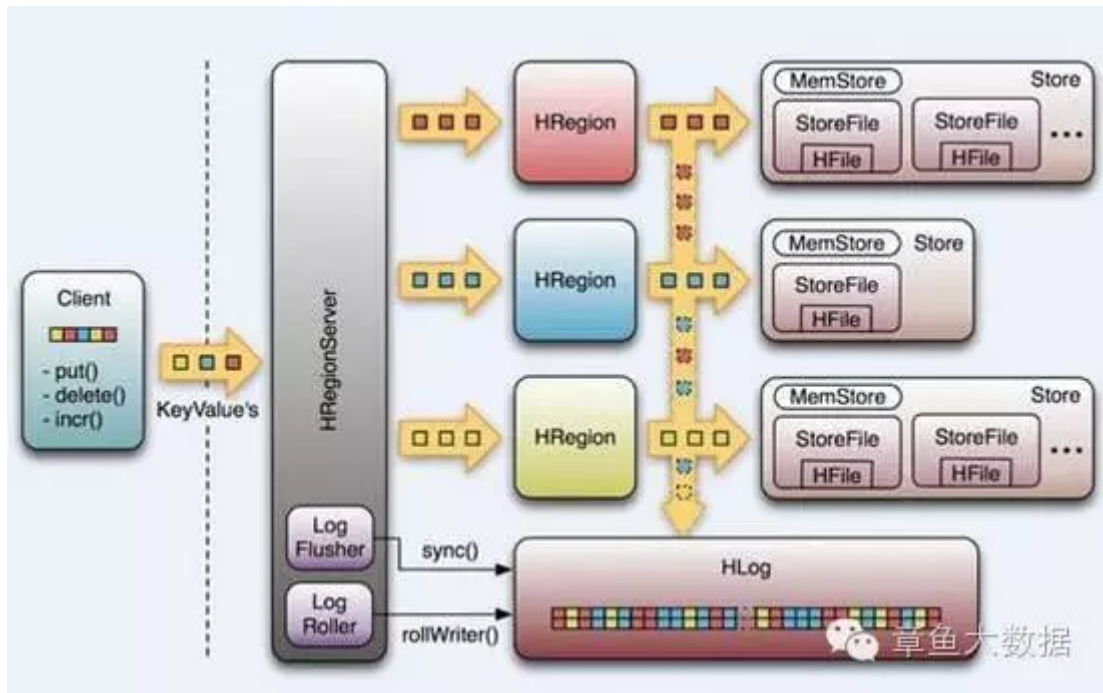 Client
- put()
- delete()
- incr()
KeyValue's
HRegionServer
Log
Flusher
Log
Roller
sync()
rollWriter()
HRegion
MemStore
Store
StoreFile
HFile
StoreFile
HFile
...
HRegion
MemStore
Store
StoreFile
HFile
HRegion
MemStore
Store
StoreFile
HFile
StoreFile
HFile
...
HLog
章鱼大数据